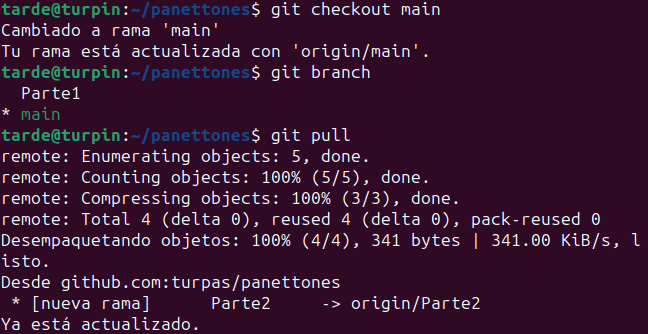 tarde@turpin:~/panettones$ git checkout main
Cambiado a rama 'main'
Tu rama está actualizada con 'origin/main'.
tarde@turpin:~/panettones$ git branch
  Parte1
* main
tarde@turpin:~/panettones$ git pull
remote: Enumerating objects: 5, done.
remote: Counting objects: 100% (5/5), done.
remote: Compressing objects: 100% (3/3), done.
remote: Total 4 (delta 0), reused 4 (delta 0), pack-reused 0
Desempaquetando objetos: 100% (4/4), 341 bytes | 341.00 KiB/s, l
isto.
Desde github.com:turpas/panettones
 * [nueva rama]      Parte2     -> origin/Parte2
Ya está actualizado.